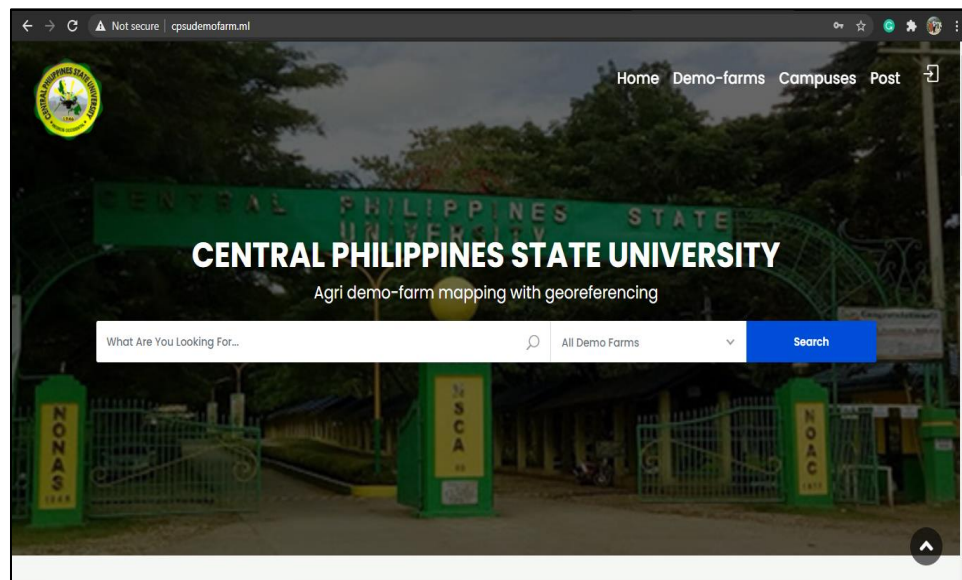 Not secure | cpsudemofarm.ml
Home Demo-farms Campuses Post
CENTRAL PHILIPPINES STATE
UNIVERSITY
CENTRAL PHILIPPINES STATE UNIVERSITY
Agri demo-farm mapping with georeferencing
What Are You Looking For...
All Demo Farms
Search
NONAS
NSCA
NOAC